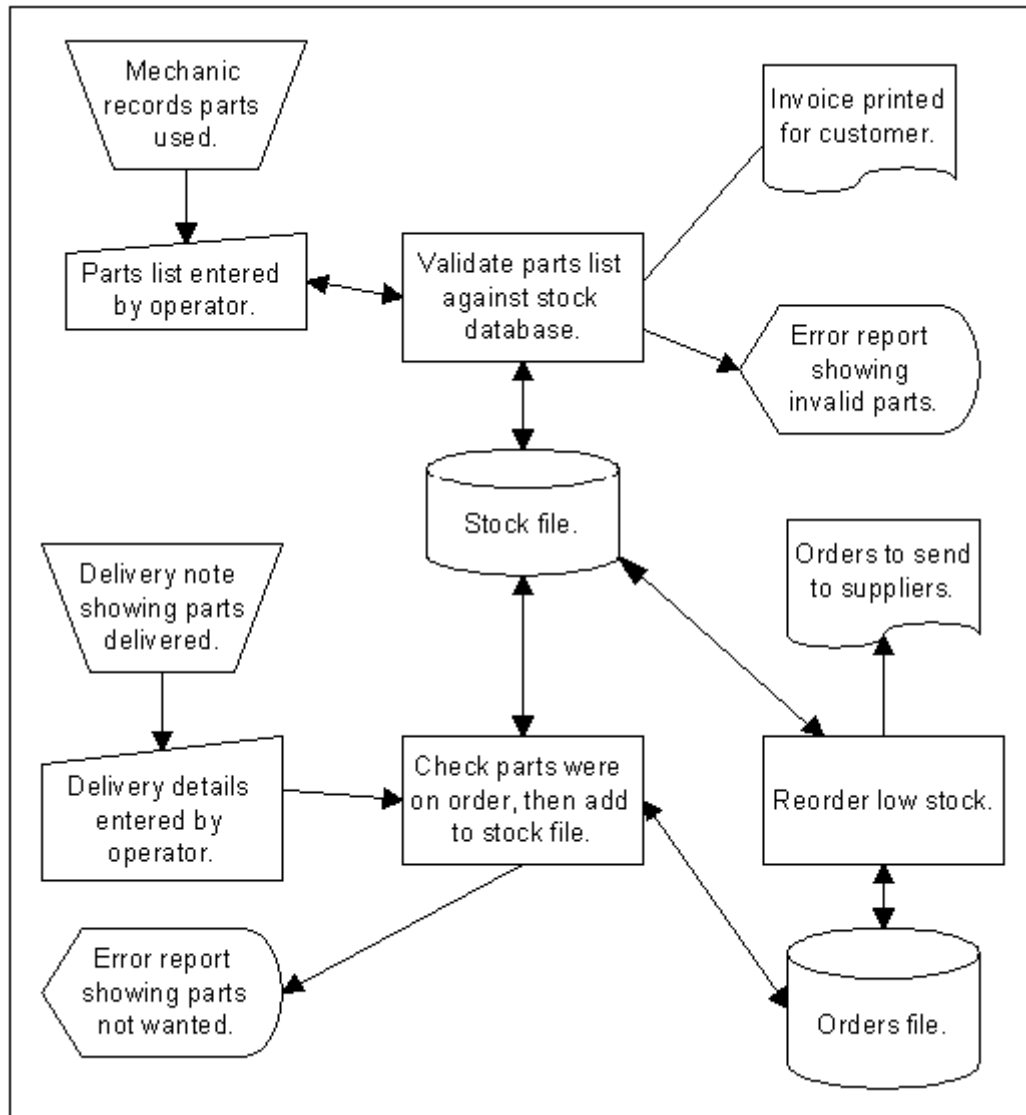 Mechanic
records parts
used.
Invoice printed
for customer.
Parts list entered
by operator.
Validate parts list
against stock
database.
Error report
showing
invalid parts.
Stock file.
Delivery note
showing parts
delivered.
Orders to send
to suppliers.
Delivery details
entered by
operator.
Check parts were
on order, then add
to stock file.
Reorder low stock.
Error report
showing parts
not wanted.
Orders file.